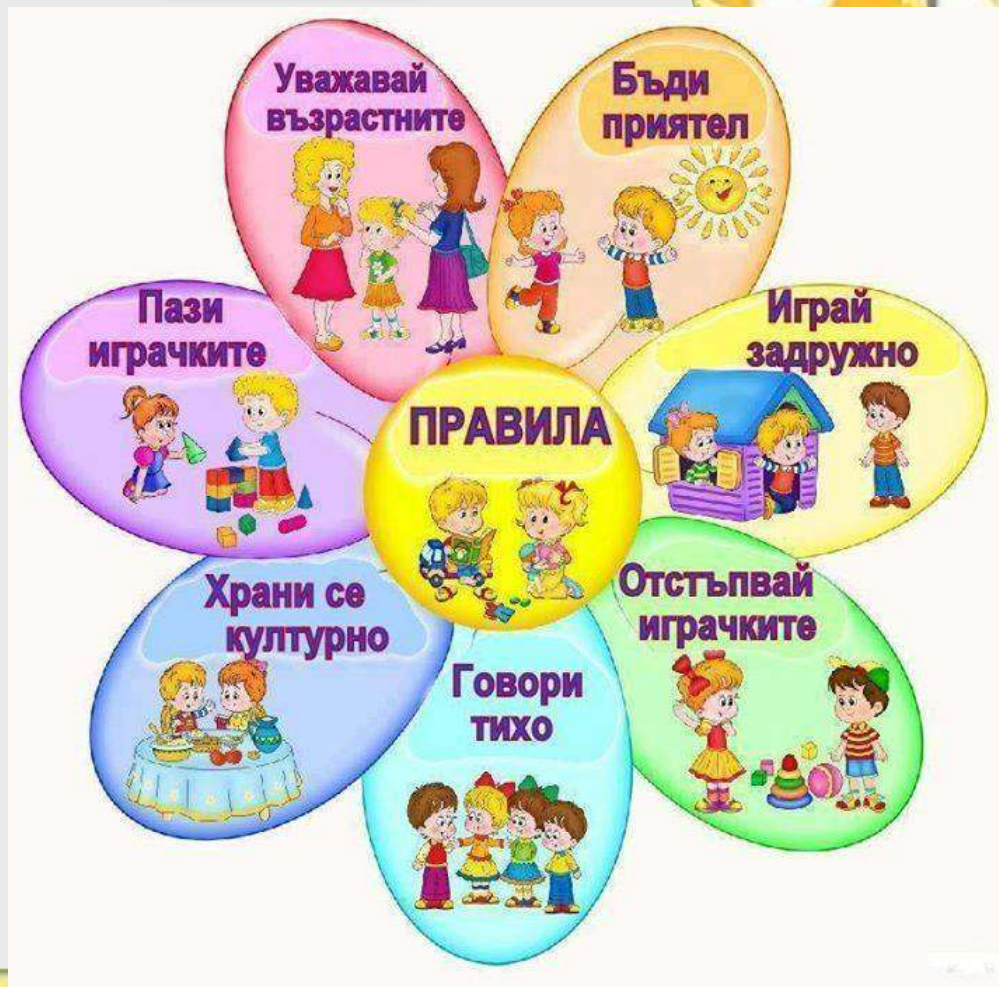 ПРАВИЛА
Уважавай
възрастните
Бъди
приятел
Играй
задружно
Отстъпвай
играчките
Говори
тихо
Храни се
културно
Пази
играчките